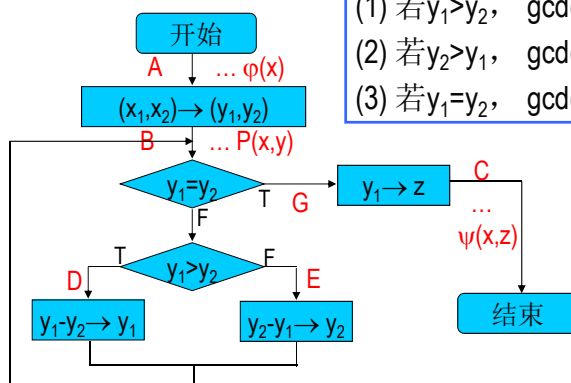 (1) 若y₁>y₂， gcd
(2) 若y₂>y₁， gcd
(3) 若y₁=y₂， gcd
开始
A … φ(x)
(x₁,x₂)→ (y₁,y₂)
B … P(x,y)
y₁=y₂
T
G
y₁→ z
C
…
ψ(x,z)
F
y₁>y₂
T
F
D
E
y₁-y₂→ y₁
y₂-y₁→ y₂
结束